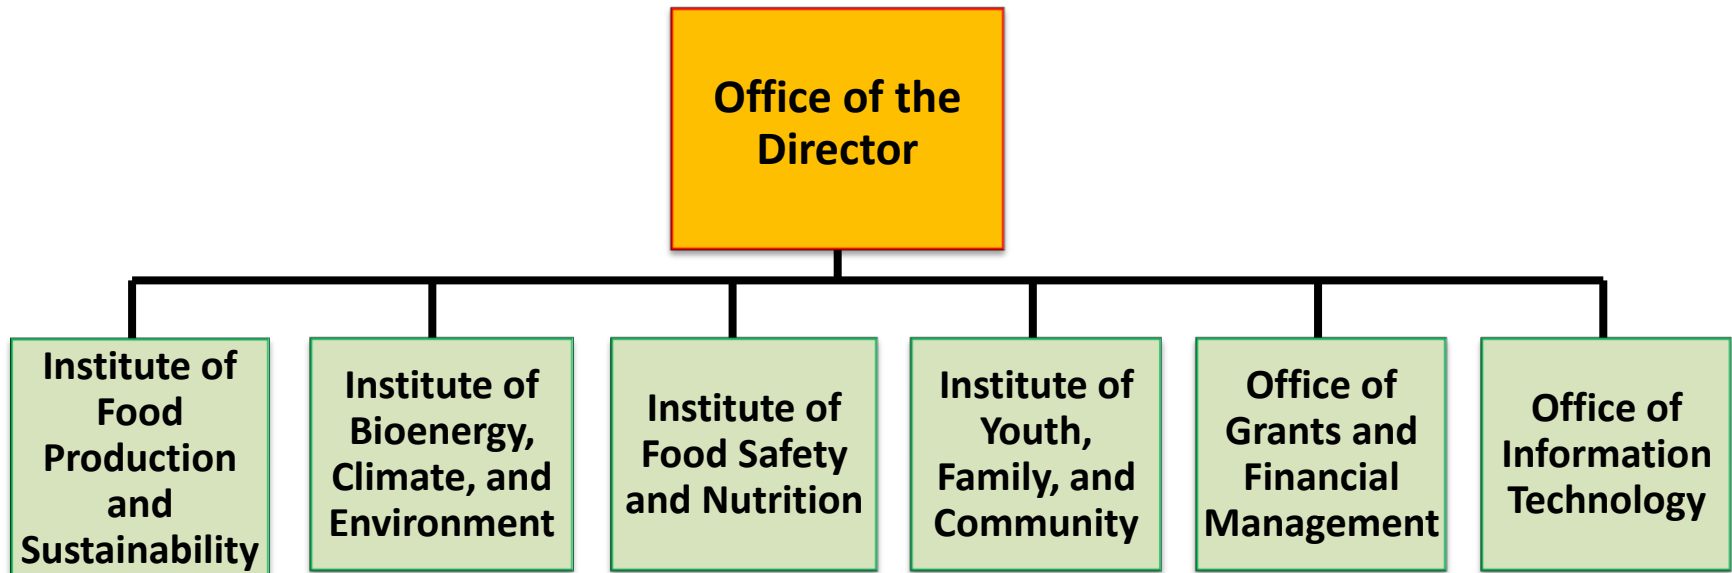 Office of the
Director
Institute of
Food
Production
and
Sustainability
Institute of
Bioenergy,
Climate, and
Environment
Institute of
Food Safety
and Nutrition
Institute of
Youth,
Family, and
Community
Office of
Grants and
Financial
Management
Office of
Information
Technology